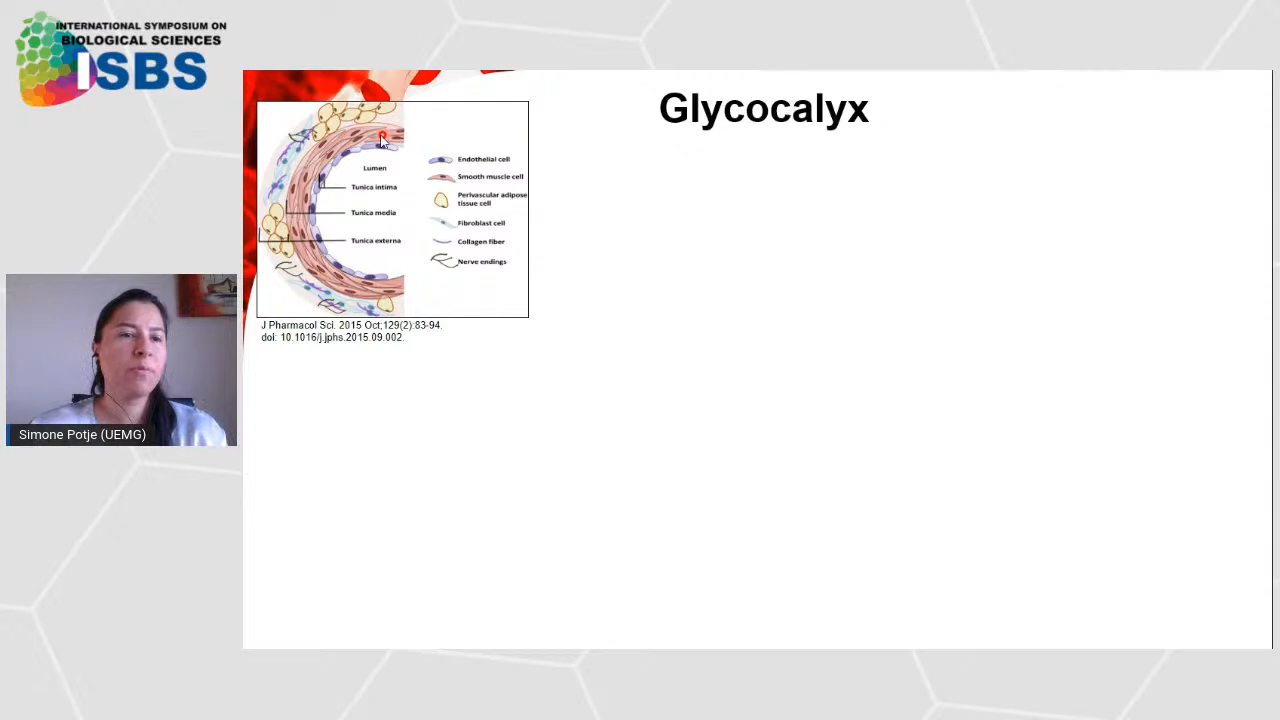 INTERNATIONAL SYMPOSIUM ON
BIOLOGICAL SCIENCES
ISBS
Glycocalyx
Lumen
Tunica intima
Tunica media
Tunica externa
Endothelial cell
Smooth muscle cell
Perivascular adipose
tissue cell
Fibroblast cell
Collagen fiber
Nerve endings
J Pharmacol Sci. 2015 Oct;129(2):83-94.
doi: 10.1016/j.jphs.2015.09.002.
Simone Potje (UEMG)